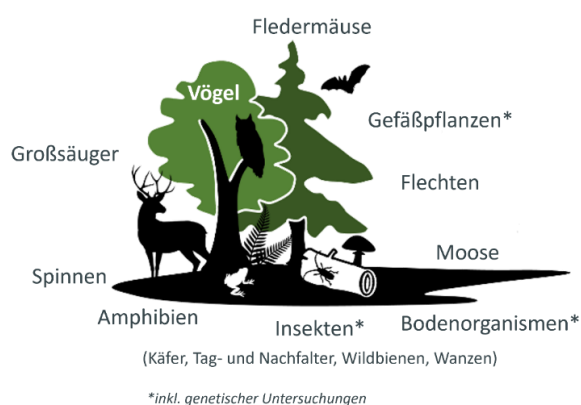 Fledermäuse
Vögel
Gefäßpflanzen*
Großsäuger
Flechten
Moose
Spinnen
Amphibien
Insekten*
Bodenorganismen*
(Käfer, Tag- und Nachfalter, Wildbienen, Wanzen)
*inkl. genetischer Untersuchungen